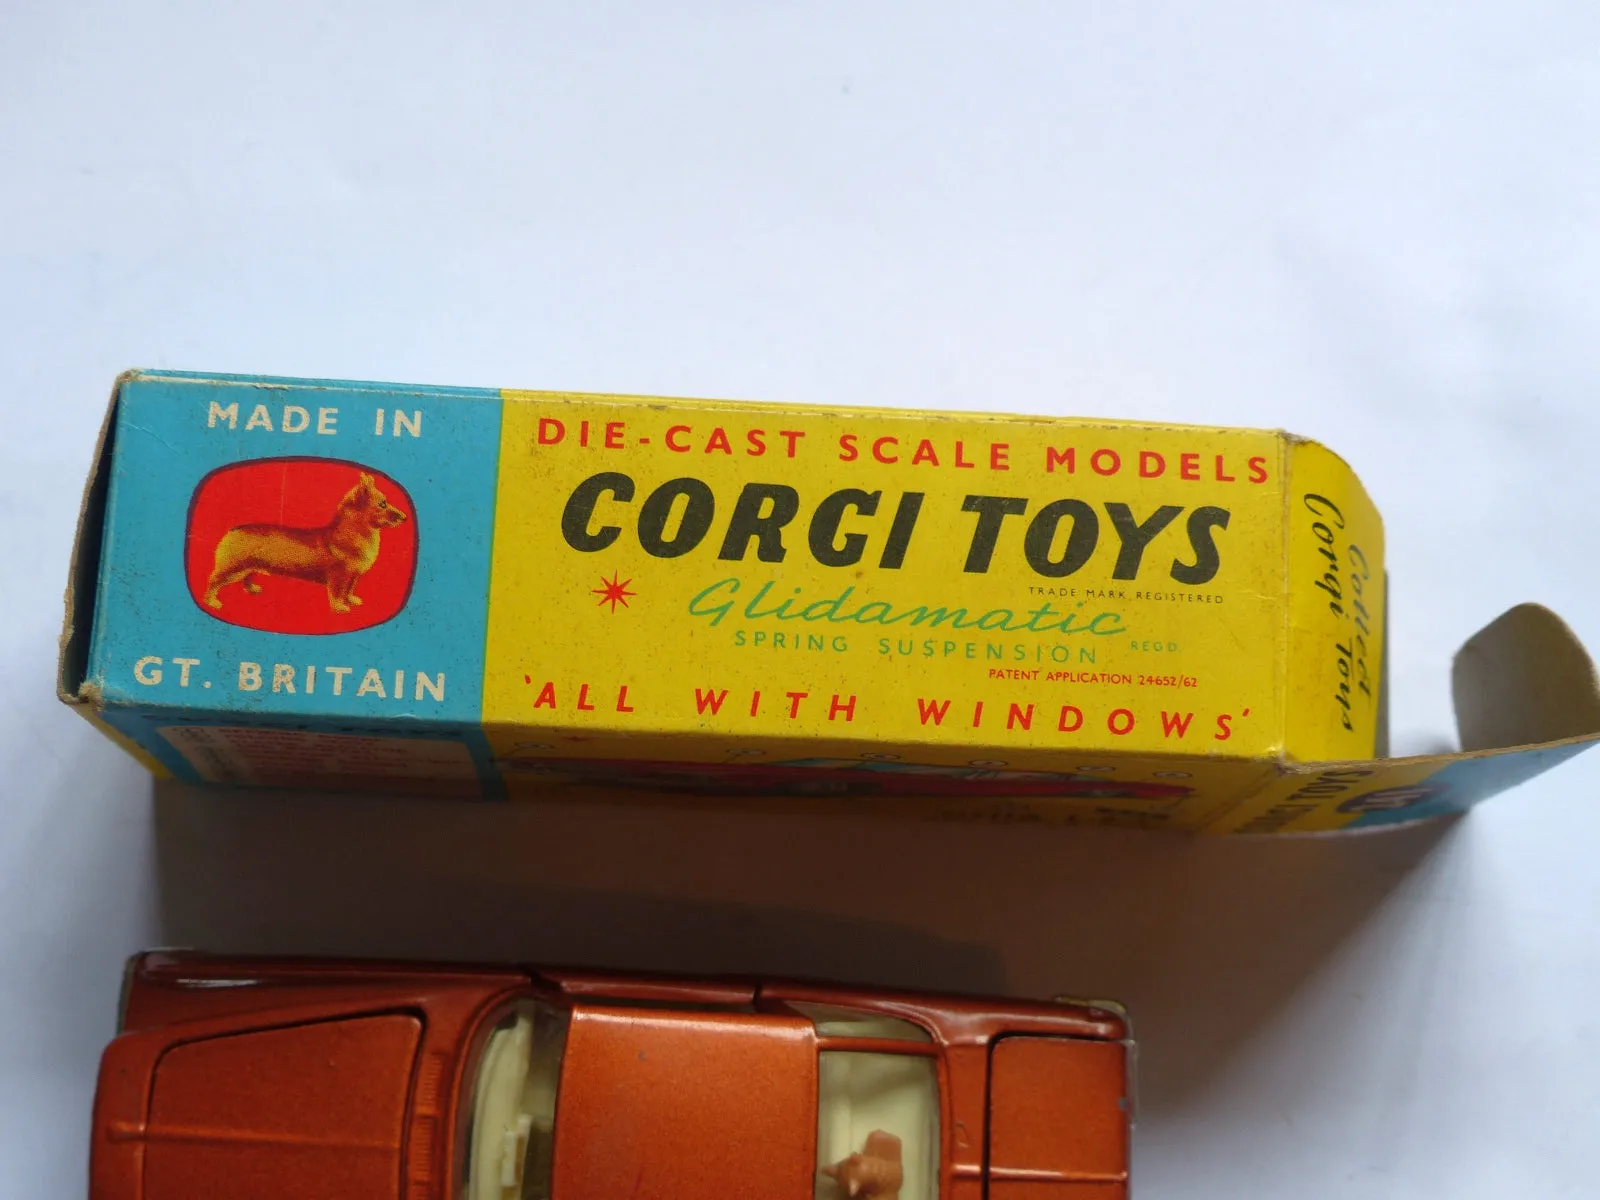 MADE IN
GT. BRITAIN
DIE-CAST SCALE MODELS
CORGI TOYS
TRADE MARK REGISTERED
Glidamatic
SPRING SUSPENSION REGD.
PATENT APPLICATION 24652/62
'ALL WITH WINDOWS'
Collect
Corgi Toys